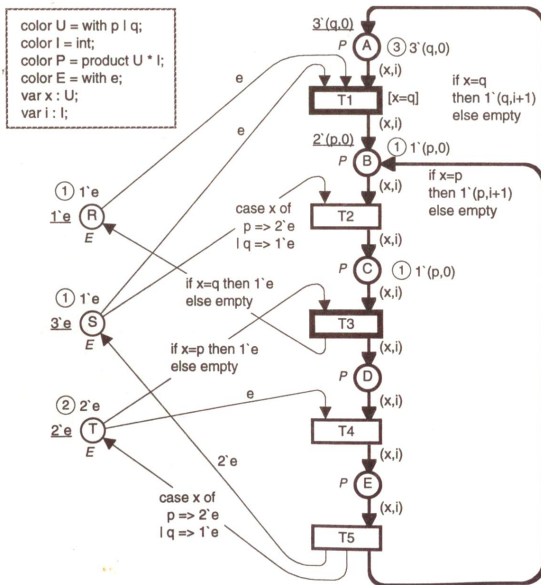 color U = with p | q;
color I = int;
color P = product U * I;
color E = with e;
var x : U;
var i : I;
3`(q,0)
P
A
3
3`(q,0)
(x,i)
e
T1
[x=q]
if x=q
then 1`(q,i+1)
else empty
(x,i)
e
2`(p,0)
P
B
1
1`(p,0)
if x=p
then 1`(p,i+1)
else empty
(x,i)
1
1`e
1`e
R
E
case x of
p => 2`e
| q => 1`e
T2
(x,i)
P
C
1
1`(p,0)
if x=q then 1`e
else empty
(x,i)
1
1`e
3`e
S
E
T3
(x,i)
if x=p then 1`e
else empty
P
D
2
2`e
2`e
T
E
e
(x,i)
T4
(x,i)
2`e
P
E
case x of
p => 2`e
| q => 1`e
(x,i)
T5